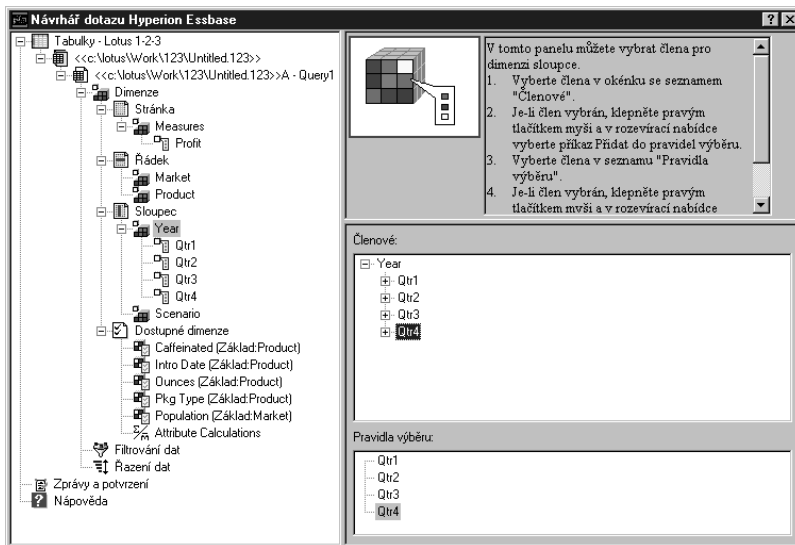 Návrhář dotazu Hyperion Essbase
Tabulky - Lotus 1-2-3
<<c:\lotus\Work\123\Untitled.123>>
<<c:\lotus\Work\123\Untitled.123>>A - Query1
Dimenze
Stránka
Measures
Profit
Řádek
Market
Product
Sloupec
Year
Qtr1
Qtr2
Qtr3
Qtr4
Scenario
Dostupné dimenze
Caffeinated (Základ:Product)
Intro Date (Základ:Product)
Ounces (Základ:Product)
Pkg Type (Základ:Product)
Population (Základ:Market)
Attribute Calculations
Filtrování dat
Řazení dat
Zprávy a potvrzení
Nápověda
V tomto panelu můžete vybrat člena pro
dimenzi sloupce.
1. Vyberte člena v okénku se seznamem
"Členové".
2. Je-li člen vybrán, klepněte pravým
tlačítkem myši a v rozevírací nabídce
vyberte příkaz Přidat do pravidel výběru.
3. Vyberte člena v seznamu "Pravidla
výběru".
4. Je-li člen vybrán, klepněte pravým
tlačítkem myši a v rozevírací nabídce
Členové:
Year
Qtr1
Qtr2
Qtr3
Qtr4
Pravidla výběru:
Qtr1
Qtr2
Qtr3
Qtr4